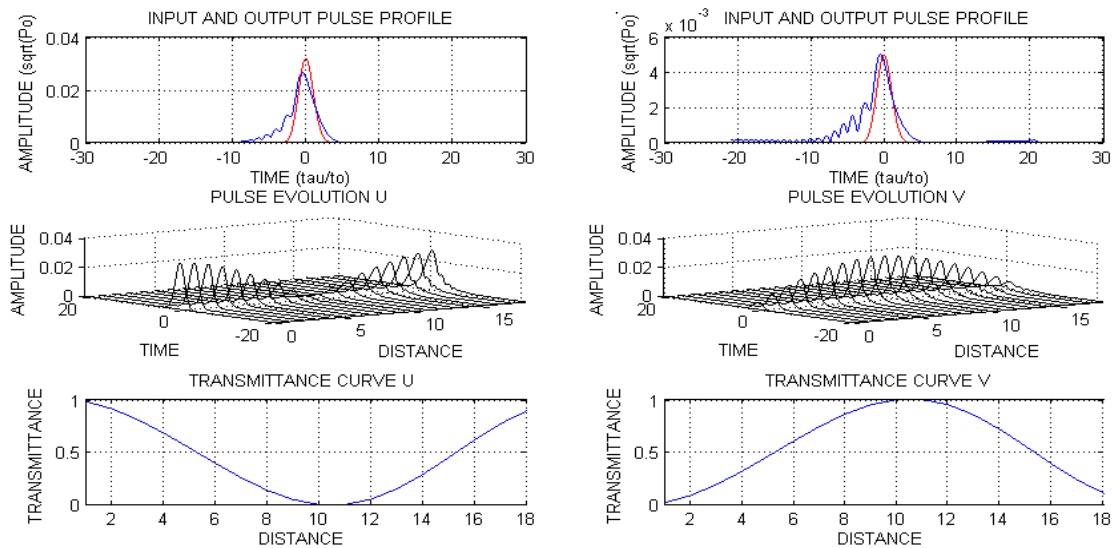 INPUT AND OUTPUT PULSE PROFILE
AMPLITUDE (sqrt(Po)
0.04
0.02
0
-30 -20 -10 0 10 20 30
TIME (tau/to)
INPUT AND OUTPUT PULSE PROFILE
x 10⁻³
AMPLITUDE (sqrt(Po)
6
4
2
0
-30 -20 -10 0 10 20 30
TIME (tau/to)
PULSE EVOLUTION U
AMPLITUDE
0.04
0.02
0
20 0 -20
TIME
0 5 10 15
DISTANCE
PULSE EVOLUTION V
AMPLITUDE
0.04
0.02
0
20 0 -20
TIME
0 5 10 15
DISTANCE
TRANSMITTANCE CURVE U
TRANSMITTANCE
1
0.5
0
2 4 6 8 10 12 14 16 18
DISTANCE
TRANSMITTANCE CURVE V
TRANSMITTANCE
1
0.5
0
2 4 6 8 10 12 14 16 18
DISTANCE